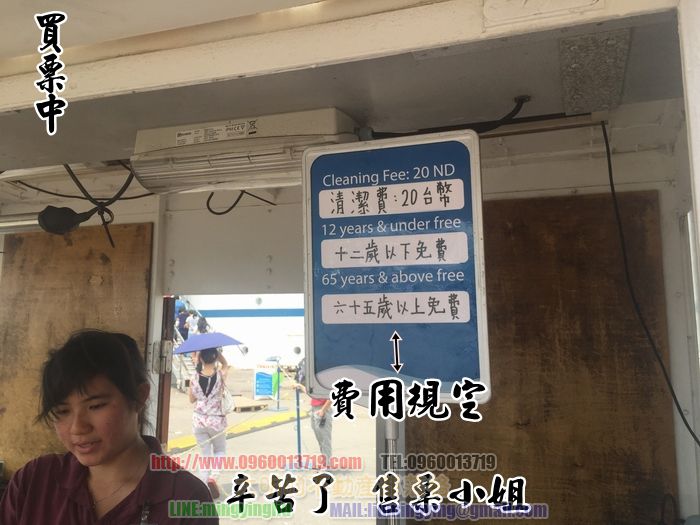 買票中
Cleaning Fee: 20 ND
清潔費:20台幣
12 years & under free
十二歲以下免費
65 years & above free
六十五歲以上免費
費用規定
http://www.0960013719.com TEL:0960013719
辛苦了 售票小姐